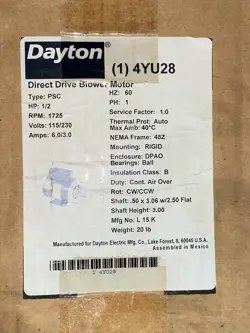 Dayton®
(1) 4YU28
Direct Drive Blower Motor
Type: PSC
HP: 1/2
RPM: 1725
Volts: 115/230
Amps: 6.0/3.0
HZ: 60
PH: 1
Service Factor: 1.0
Thermal Prot: Auto
Max Amb: 40°C
NEMA Frame: 48Z
Mounting: RIGID
Enclosure: DPAO
Bearings: Ball
Insulation Class: B
Duty: Cont. Air Over
Rot: CW/CCW
Shaft: .50 x 3.06 w/2.50 Flat
Shaft Height: 3.00
Mfg No: L 15 K
Weight: 20 lb
Manufactured for Dayton Electric Mfg. Co., Lake Forest, IL 60045 U.S.A.
Assembled in Mexico
1 4YU28